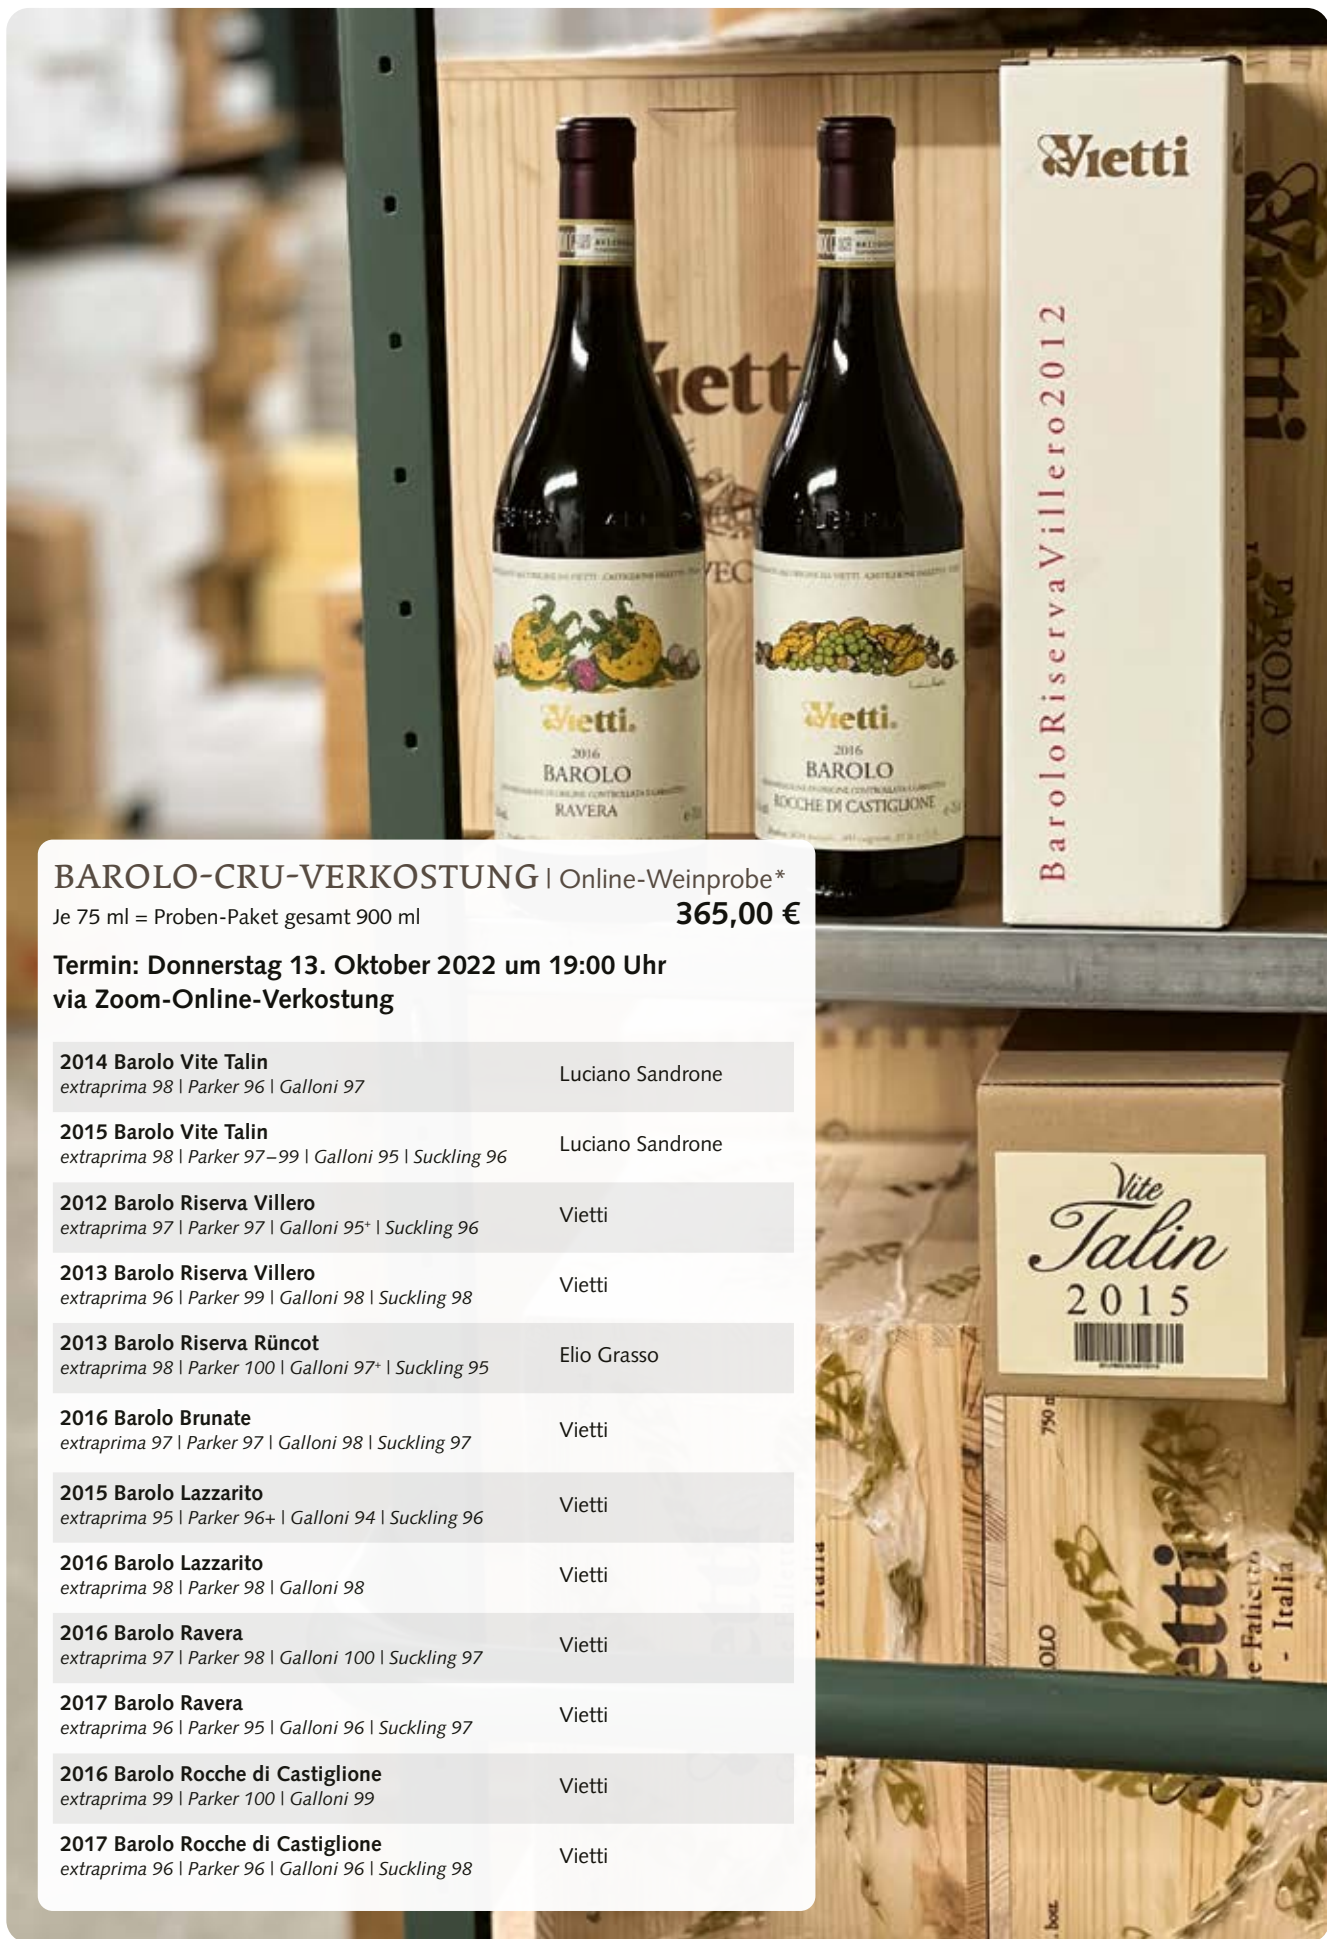 Vietti
BaroloRiservaVillero2012
Vietti
Vietti.
2016
BAROLO
RAVERA
Vietti.
2016
BAROLO
ROCCHE DI CASTIGLIONE
BAROLO-CRU-VERKOSTUNG | Online-Weinprobe*
Je 75 ml = Proben-Paket gesamt 900 ml
365,00 €
Termin: Donnerstag 13. Oktober 2022 um 19:00 Uhr
via Zoom-Online-Verkostung
2014 Barolo Vite Talin
extraprima 98 | Parker 96 | Galloni 97
Luciano Sandrone
2015 Barolo Vite Talin
extraprima 98 | Parker 97–99 | Galloni 95 | Suckling 96
Luciano Sandrone
2012 Barolo Riserva Villero
extraprima 97 | Parker 97 | Galloni 95⁺ | Suckling 96
Vietti
2013 Barolo Riserva Villero
extraprima 96 | Parker 99 | Galloni 98 | Suckling 98
Vietti
2013 Barolo Riserva Rüncot
extraprima 98 | Parker 100 | Galloni 97⁺ | Suckling 95
Elio Grasso
2016 Barolo Brunate
extraprima 97 | Parker 97 | Galloni 98 | Suckling 97
Vietti
2015 Barolo Lazzarito
extraprima 95 | Parker 96+ | Galloni 94 | Suckling 96
Vietti
2016 Barolo Lazzarito
extraprima 98 | Parker 98 | Galloni 98
Vietti
2016 Barolo Ravera
extraprima 97 | Parker 98 | Galloni 100 | Suckling 97
Vietti
2017 Barolo Ravera
extraprima 96 | Parker 95 | Galloni 96 | Suckling 97
Vietti
2016 Barolo Rocche di Castiglione
extraprima 99 | Parker 100 | Galloni 99
Vietti
2017 Barolo Rocche di Castiglione
extraprima 96 | Parker 96 | Galloni 96 | Suckling 98
Vietti
Vite
Talin
2015
750 m
OLO
etti
- Italia